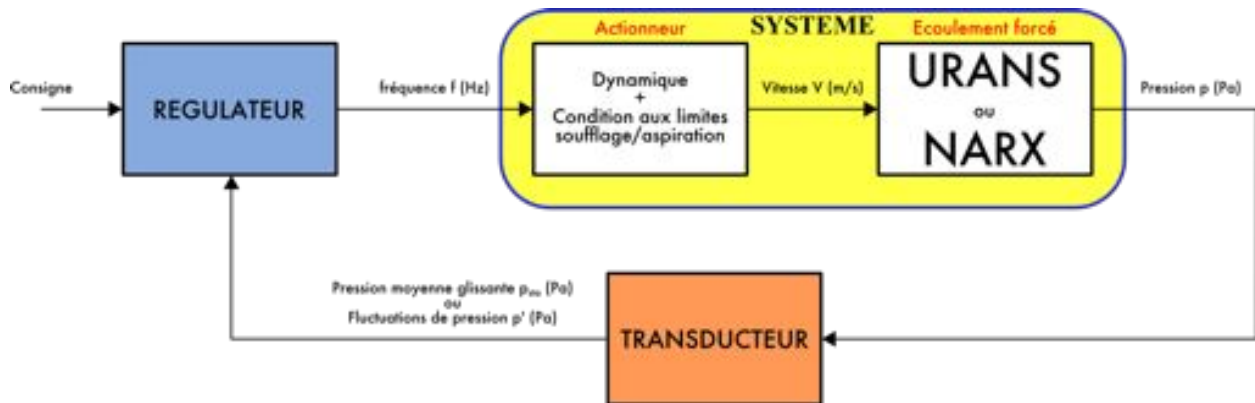 Actionneur
SYSTEME
Ecoulement forcé
Consigne
REGULATEUR
fréquence f (Hz)
Dynamique
+
Condition aux limites
soufflage/aspiration
Vitesse V (m/s)
URANS
ou
NARX
Pression p (Pa)
Pression moyenne glissante p (Pa)
ou
Fluctuations de pression p' (Pa)
TRANSDUCTEUR